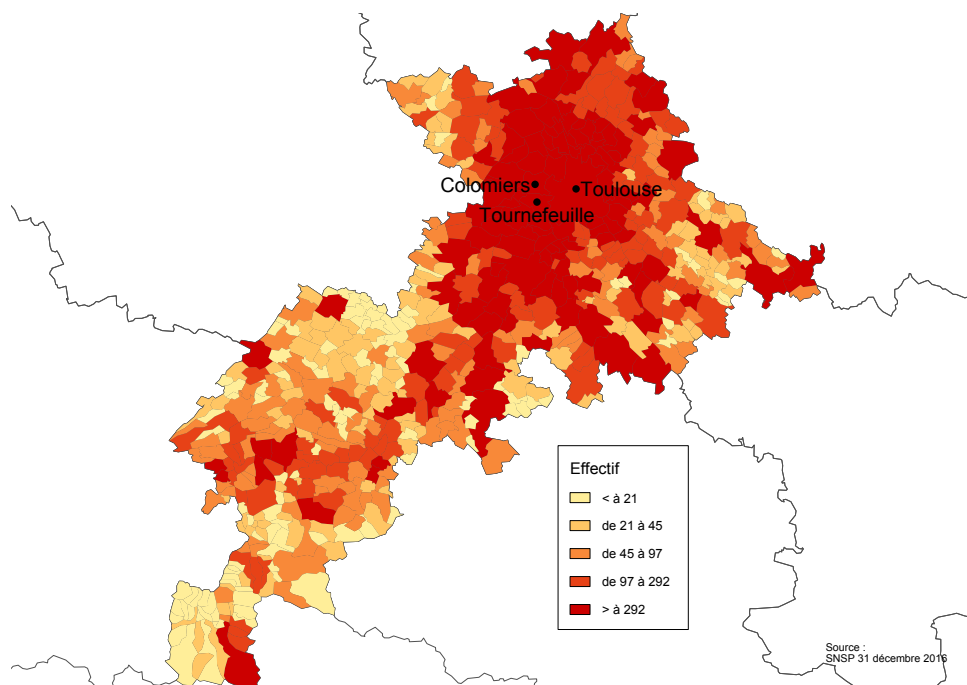 Colomiers
Toulouse
Tournefeuille
Effectif
< à 21
de 21 à 45
de 45 à 97
de 97 à 292
> à 292
Source :
SNSP 31 décembre 2016